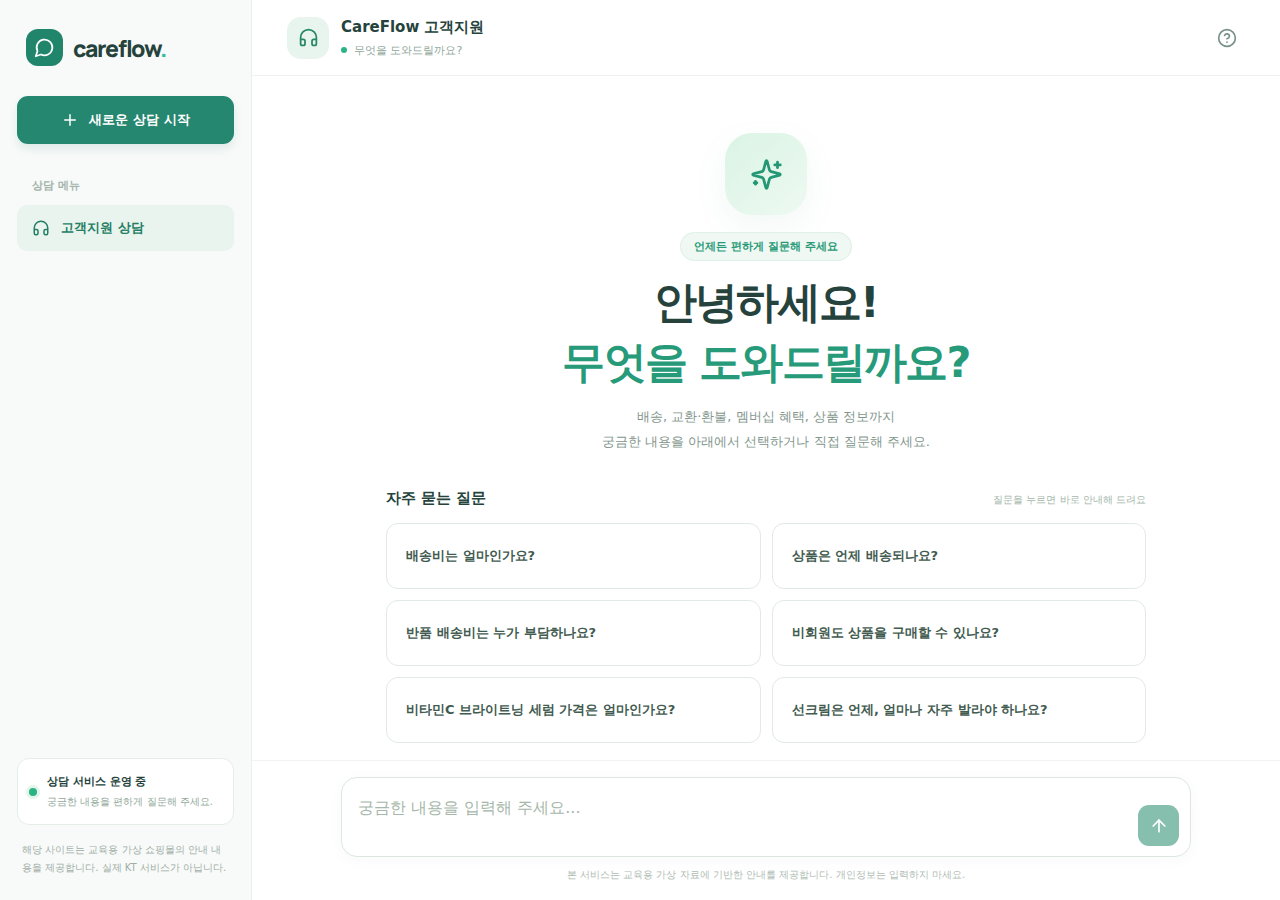 careflow.
새로운 상담 시작
상담 메뉴
고객지원 상담
상담 서비스 운영 중
궁금한 내용을 편하게 질문해 주세요.
해당 사이트는 교육용 가상 쇼핑몰의 안내 내
용을 제공합니다. 실제 KT 서비스가 아닙니다.
CareFlow 고객지원
무엇을 도와드릴까요?
언제든 편하게 질문해 주세요
안녕하세요!
무엇을 도와드릴까요?
배송, 교환·환불, 멤버십 혜택, 상품 정보까지
궁금한 내용을 아래에서 선택하거나 직접 질문해 주세요.
자주 묻는 질문
질문을 누르면 바로 안내해 드려요
배송비는 얼마인가요?
상품은 언제 배송되나요?
반품 배송비는 누가 부담하나요?
비회원도 상품을 구매할 수 있나요?
비타민C 브라이트닝 세럼 가격은 얼마인가요?
선크림은 언제, 얼마나 자주 발라야 하나요?
궁금한 내용을 입력해 주세요...
본 서비스는 교육용 가상 자료에 기반한 안내를 제공합니다. 개인정보는 입력하지 마세요.